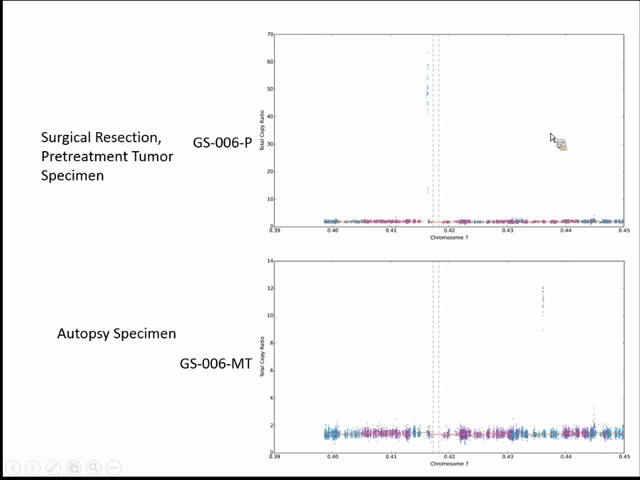 70
60
50
40
30
20
10
0
Total Copy Ratio
Surgical Resection,
Pretreatment Tumor
Specimen
GS-006-P
0.39 0.40 0.41 0.42 0.43 0.44 0.45
Chromosome 7
14
12
10
8
6
4
2
0
Total Copy Ratio
Autopsy Specimen
GS-006-MT
0.39 0.40 0.41 0.42 0.43 0.44 0.45
Chromosome 7